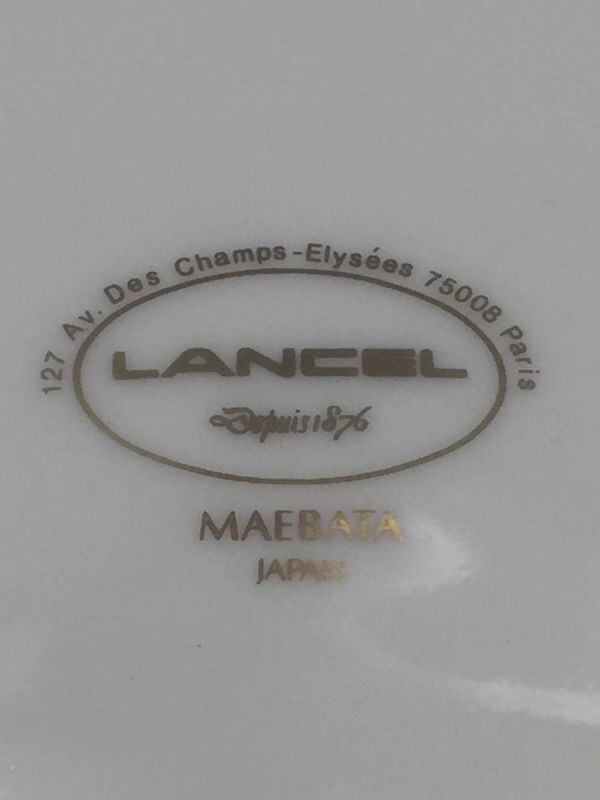 127 Av. Des Champs-Elysées 75008 Paris
LANCEL
Depuis 1876
MAEBATA
JAPAN